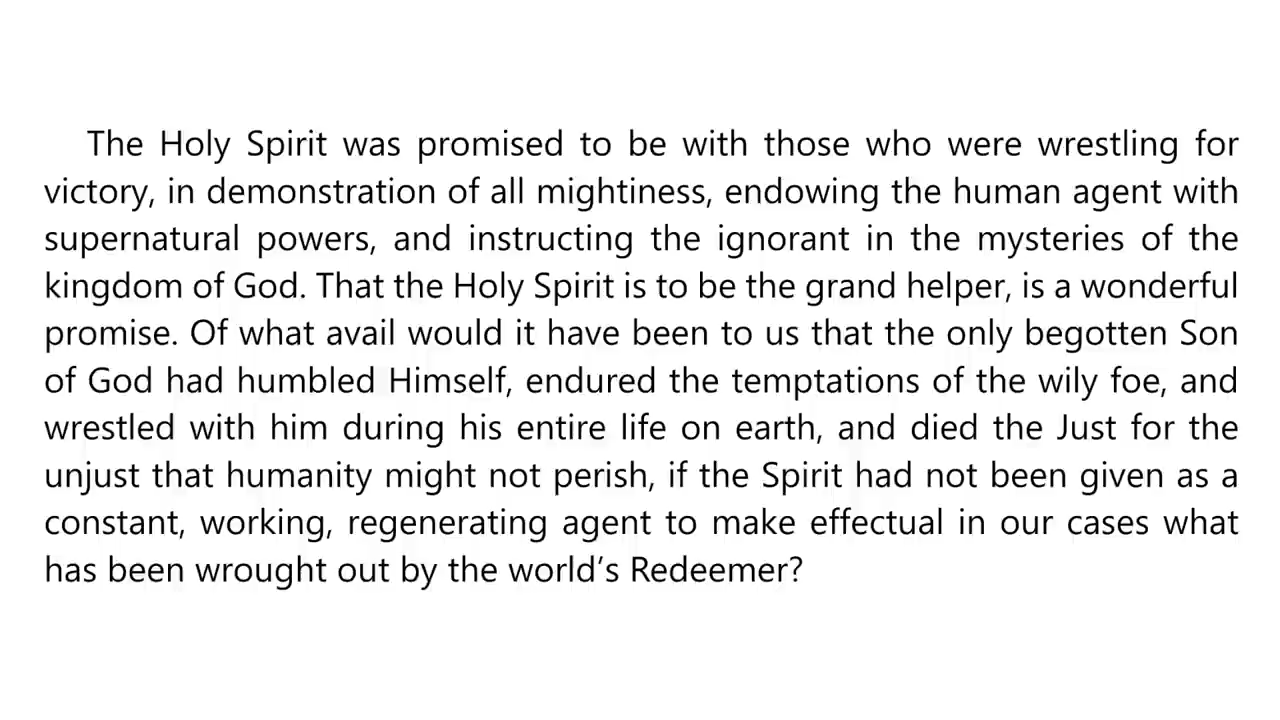 The Holy Spirit was promised to be with those who were wrestling for
victory, in demonstration of all mightiness, endowing the human agent with
supernatural powers, and instructing the ignorant in the mysteries of the
kingdom of God. That the Holy Spirit is to be the grand helper, is a wonderful
promise. Of what avail would it have been to us that the only begotten Son
of God had humbled Himself, endured the temptations of the wily foe, and
wrestled with him during his entire life on earth, and died the Just for the
unjust that humanity might not perish, if the Spirit had not been given as a
constant, working, regenerating agent to make effectual in our cases what
has been wrought out by the world’s Redeemer?